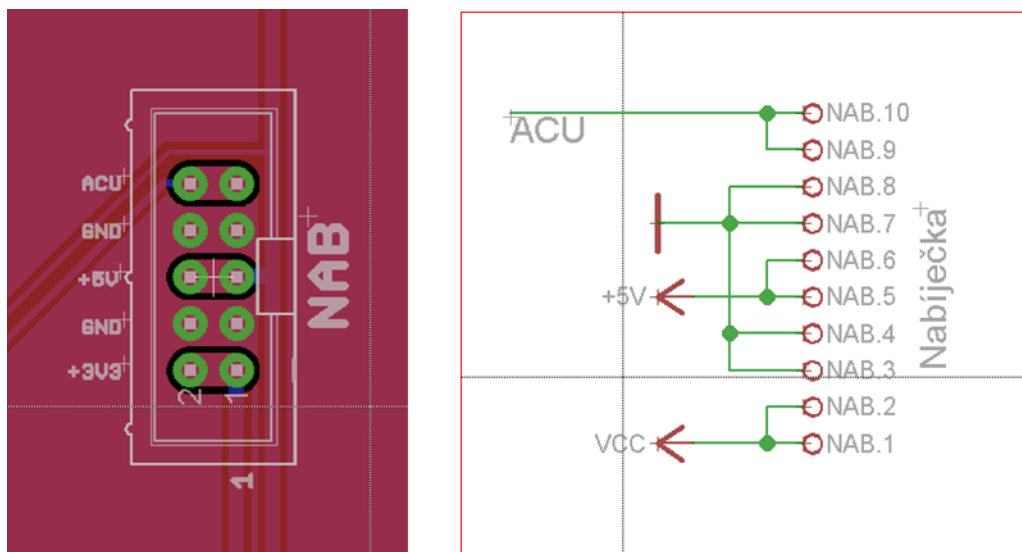 ACU
GND
+5V
GND
+3V3
2
1
1
NAB
ACU
+5V
VCC
NAB.10
NAB.9
NAB.8
NAB.7
NAB.6
NAB.5
NAB.4
NAB.3
NAB.2
NAB.1
Nabíječka